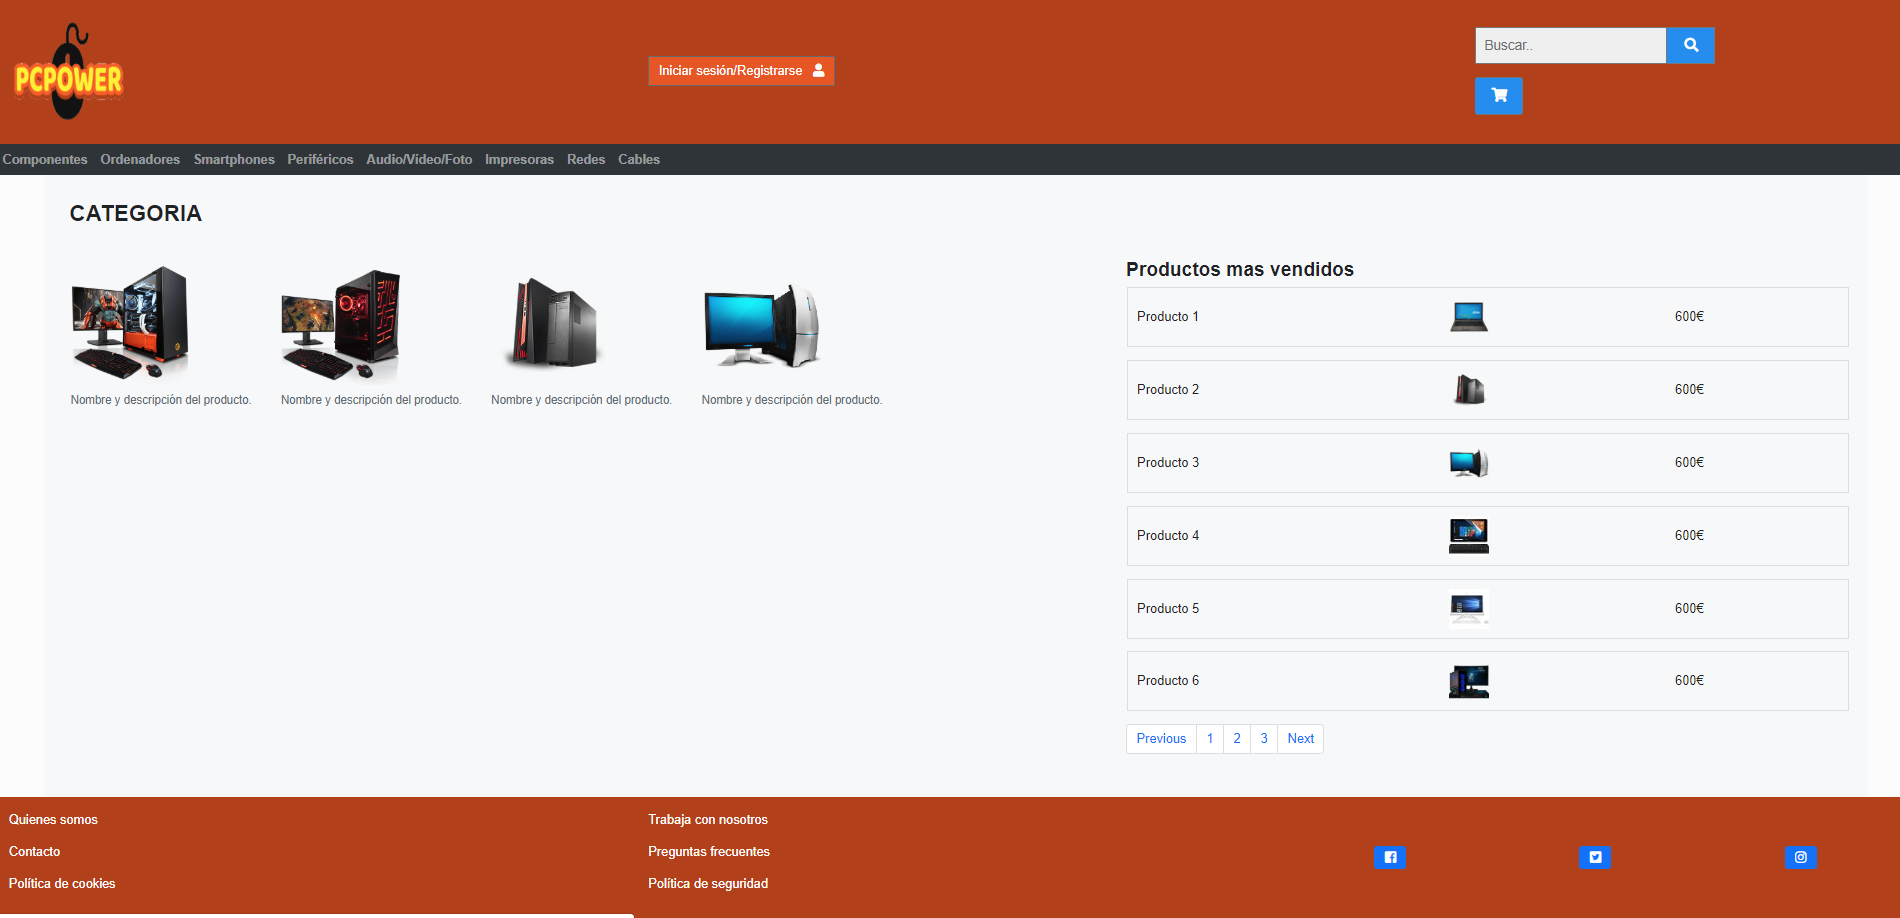 PCPOWER
Iniciar sesión/Registrarse
Buscar..
Componentes Ordenadores Smartphones Periféricos Audio/Video/Foto Impresoras Redes Cables
CATEGORIA
Nombre y descripción del producto. Nombre y descripción del producto. Nombre y descripción del producto. Nombre y descripción del producto.
Productos mas vendidos
Producto 1 600€
Producto 2 600€
Producto 3 600€
Producto 4 600€
Producto 5 600€
Producto 6 600€
Previous 1 2 3 Next
Quienes somos
Contacto
Política de cookies
Trabaja con nosotros
Preguntas frecuentes
Política de seguridad